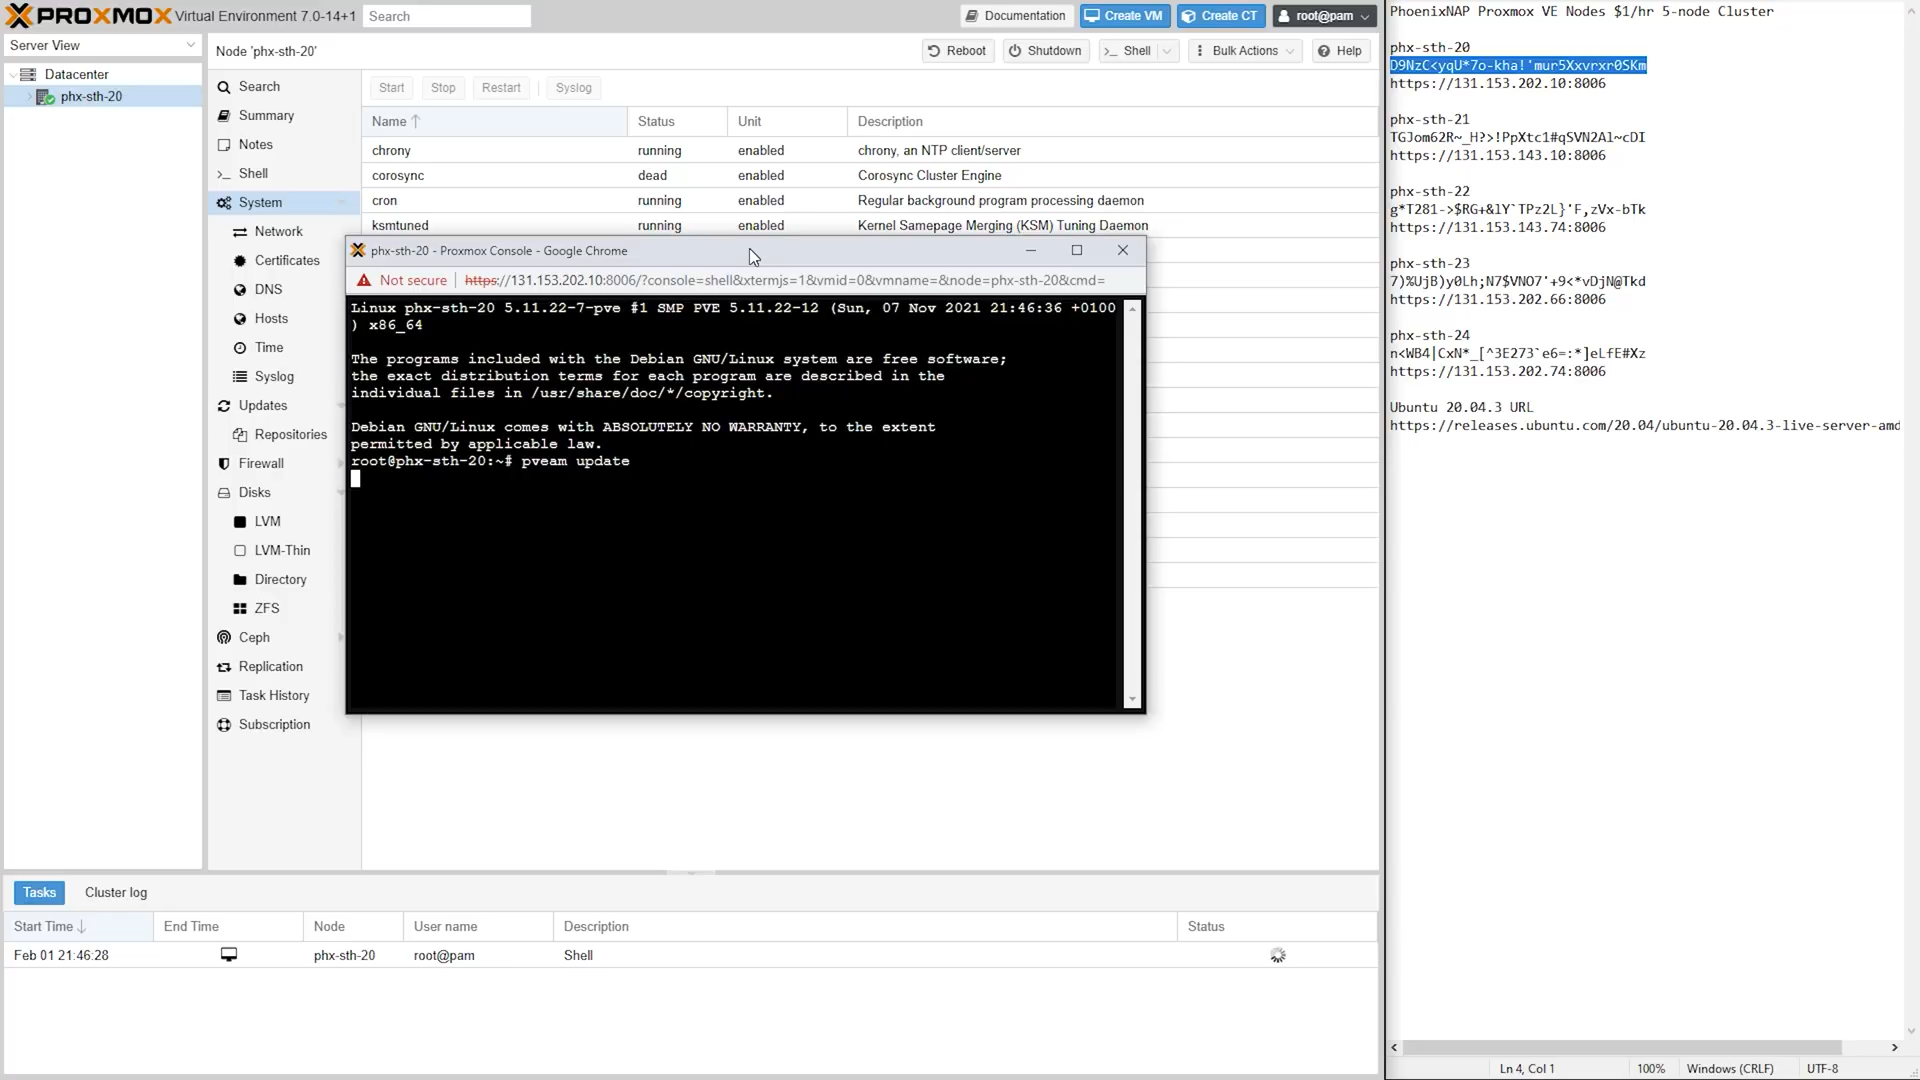 PROXMOX Virtual Environment 7.0-14+1 Search
Documentation Create VM Create CT root@pam
Server View
Datacenter
phx-sth-20
Node 'phx-sth-20'
Reboot Shutdown Shell Bulk Actions Help
Search
Summary
Notes
Shell
System
Network
Certificates
DNS
Hosts
Time
Syslog
Updates
Repositories
Firewall
Disks
LVM
LVM-Thin
Directory
ZFS
Ceph
Replication
Task History
Subscription
Start Stop Restart Syslog
Name Status Unit Description
chrony running enabled chrony, an NTP client/server
corosync dead enabled Corosync Cluster Engine
cron running enabled Regular background program processing daemon
ksmtuned running enabled Kernel Samepage Merging (KSM) Tuning Daemon
phx-sth-20 - Proxmox Console - Google Chrome
Not secure https://131.153.202.10:8006/?console=shell&xtermjs=1&vmid=0&vmname=&node=phx-sth-20&cmd=
Linux phx-sth-20 5.11.22-7-pve #1 SMP PVE 5.11.22-12 (Sun, 07 Nov 2021 21:46:36 +0100
) x86_64
The programs included with the Debian GNU/Linux system are free software;
the exact distribution terms for each program are described in the
individual files in /usr/share/doc/*/copyright.
Debian GNU/Linux comes with ABSOLUTELY NO WARRANTY, to the extent
permitted by applicable law.
root@phx-sth-20:~# pveam update
Tasks Cluster log
Start Time End Time Node User name Description Status
Feb 01 21:46:28 phx-sth-20 root@pam Shell
PhoenixNAP Proxmox VE Nodes $1/hr 5-node Cluster
phx-sth-20
D9NzC<yqU*7o-kha!'mur5Xxvrxr0SKm
https://131.153.202.10:8006
phx-sth-21
TGJom62R~_H?>!PpXtc1#qSVN2Al~cDI
https://131.153.143.10:8006
phx-sth-22
g*T281->$RG+&lY`TPz2L}'F,zVx-bTk
https://131.153.143.74:8006
phx-sth-23
7)%UjB)y0Lh;N7$VNO7'+9<*vDjN@Tkd
https://131.153.202.66:8006
phx-sth-24
n<WB4|CxN*_[^3E273`e6=:*]eLfE#Xz
https://131.153.202.74:8006
Ubuntu 20.04.3 URL
https://releases.ubuntu.com/20.04/ubuntu-20.04.3-live-server-amd
Ln 4, Col 1 100% Windows (CRLF) UTF-8